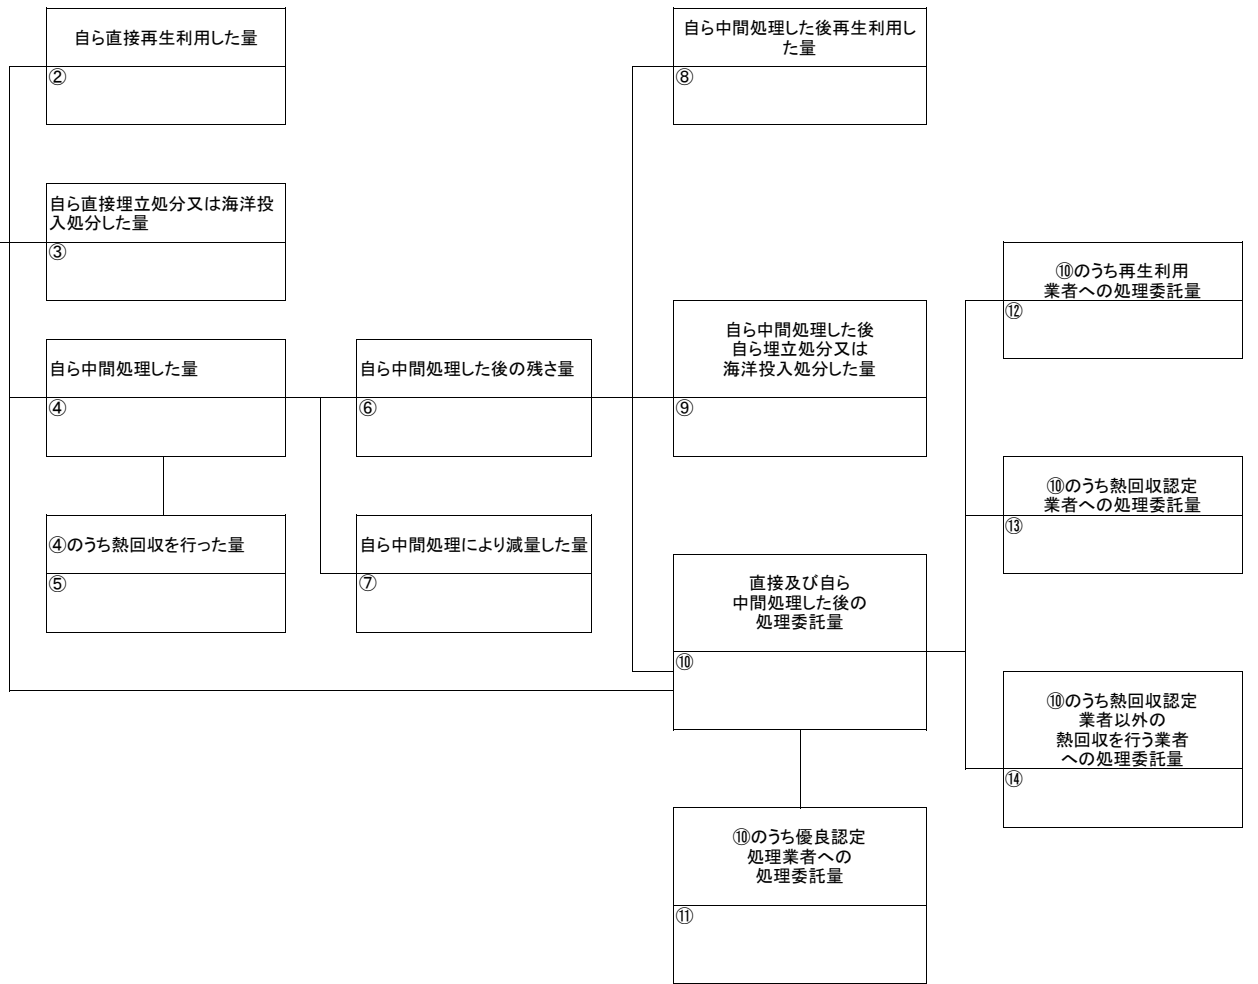 自ら直接再生利用した量
②
自ら直接埋立処分又は海洋投
入処分した量
③
自ら中間処理した量
④
④のうち熱回収を行った量
⑤
自ら中間処理した後の残さ量
⑥
自ら中間処理により減量した量
⑦
自ら中間処理した後再生利用し
た量
⑧
自ら中間処理した後
自ら埋立処分又は
海洋投入処分した量
⑨
直接及び自ら
中間処理した後の
処理委託量
⑩
⑩のうち優良認定
処理業者への
処理委託量
⑪
⑩のうち再生利用
業者への処理委託量
⑫
⑩のうち熱回収認定
業者への処理委託量
⑬
⑩のうち熱回収認定
業者以外の
熱回収を行う業者
への処理委託量
⑭